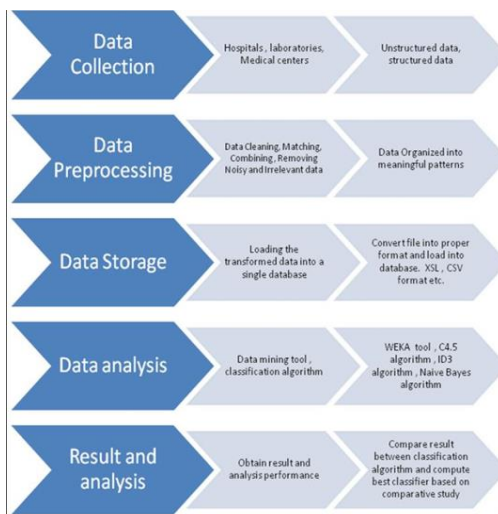 Data
Collection
Hospitals , laboratories,
Medical centers
Unstructured data,
structured data
Data
Preprocessing
Data Cleaning, Matching,
Combining , Removing
Noisy and Irrelevant data
Data Organized into
meaningful patterns
Data Storage
Loading the
transformed data into a
single database
Convert file into proper
format and load into
database. XSL , CSV
format etc.
Data analysis
Data mining tool ,
classification algorithm
WEKA tool , C4.5
algorithm , ID3
algorithm , Naive Bayes
algorithm
Result and
analysis
Obtain result and
analysis performance
Compare result
between classification
algorithm and compute
best classifier based on
comparative study